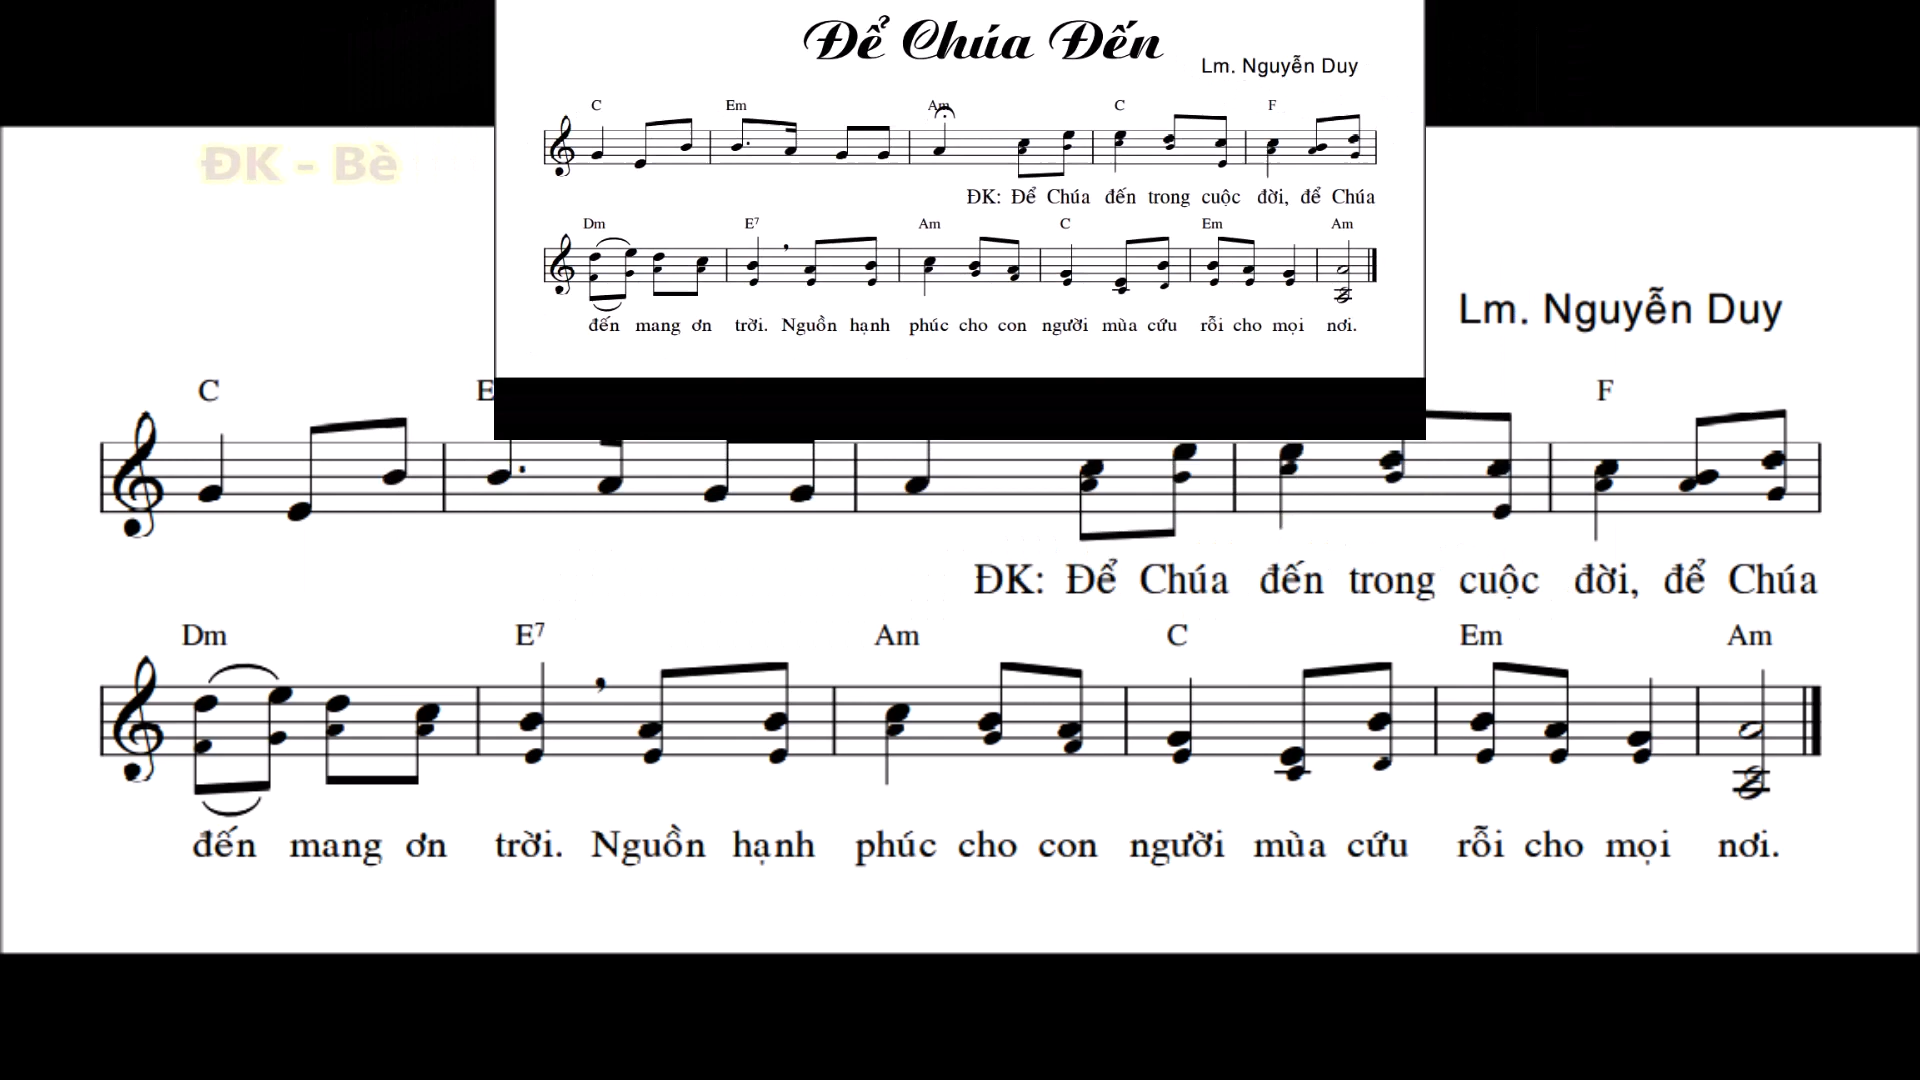 Để Chúa Đến
Lm. Nguyễn Duy
C Em Am C F
ĐK: Để Chúa đến trong cuộc đời, để Chúa
Dm E7 Am C Em Am
đến mang ơn trời. Nguồn hạnh phúc cho con người mùa cứu rỗi cho mọi nơi.
ĐK - Bè
Lm. Nguyễn Duy
C E F
ĐK: Để Chúa đến trong cuộc đời, để Chúa
Dm E7 Am C Em Am
đến mang ơn trời. Nguồn hạnh phúc cho con người mùa cứu rỗi cho mọi nơi.